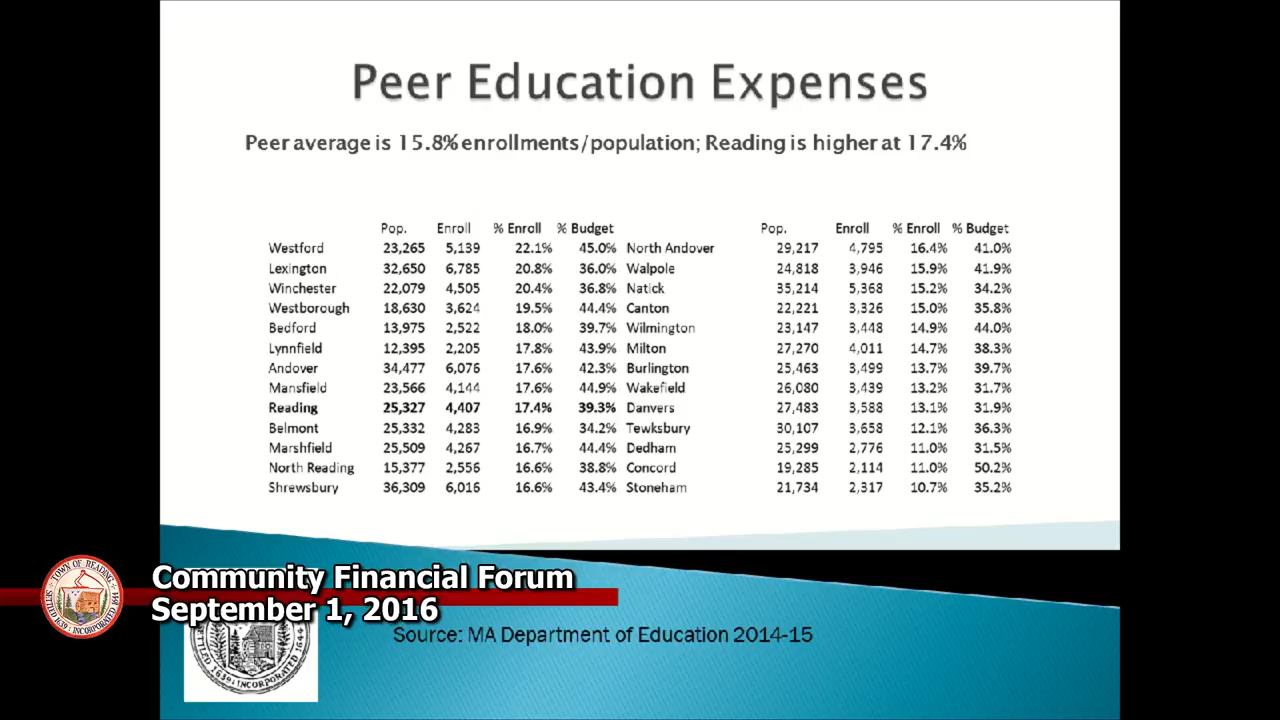 Peer Education Expenses
Peer average is 15.8% enrollments/population; Reading is higher at 17.4%
Pop. Enroll % Enroll % Budget Pop. Enroll % Enroll % Budget
Westford 23,265 5,139 22.1% 45.0% North Andover 29,217 4,795 16.4% 41.0%
Lexington 32,650 6,785 20.8% 36.0% Walpole 24,818 3,946 15.9% 41.9%
Winchester 22,079 4,505 20.4% 36.8% Natick 35,214 5,368 15.2% 34.2%
Westborough 18,630 3,624 19.5% 44.4% Canton 22,221 3,326 15.0% 35.8%
Bedford 13,975 2,522 18.0% 39.7% Wilmington 23,147 3,448 14.9% 44.0%
Lynnfield 12,395 2,205 17.8% 43.9% Milton 27,270 4,011 14.7% 38.3%
Andover 34,477 6,076 17.6% 42.3% Burlington 25,463 3,499 13.7% 39.7%
Mansfield 23,566 4,144 17.6% 44.9% Wakefield 26,080 3,439 13.2% 31.7%
Reading 25,327 4,407 17.4% 39.3% Danvers 27,483 3,588 13.1% 31.9%
Belmont 25,332 4,283 16.9% 34.2% Tewksbury 30,107 3,658 12.1% 36.3%
Marshfield 25,509 4,267 16.7% 44.4% Dedham 25,299 2,776 11.0% 31.5%
North Reading 15,377 2,556 16.6% 38.8% Concord 19,285 2,114 11.0% 50.2%
Shrewsbury 36,309 6,016 16.6% 43.4% Stoneham 21,734 2,317 10.7% 35.2%
TOWN OF READING
SETTLED 1639 INCORPORATED 1644
Community Financial Forum
September 1, 2016
SETTLED 1639: INCORPORATED 1644
Source: MA Department of Education 2014-15